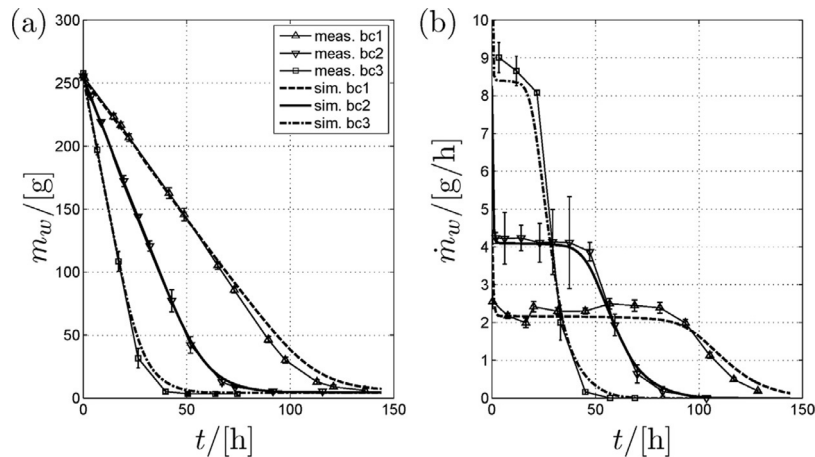 (a)
300
250
200
150
100
50
0
m_w/[g]
0 50 100 150
t/[h]
meas. bc1
meas. bc2
meas. bc3
sim. bc1
sim. bc2
sim. bc3
(b)
10
9
8
7
6
5
4
3
2
1
0
ṁ_w/[g/h]
0 50 100 150
t/[h]